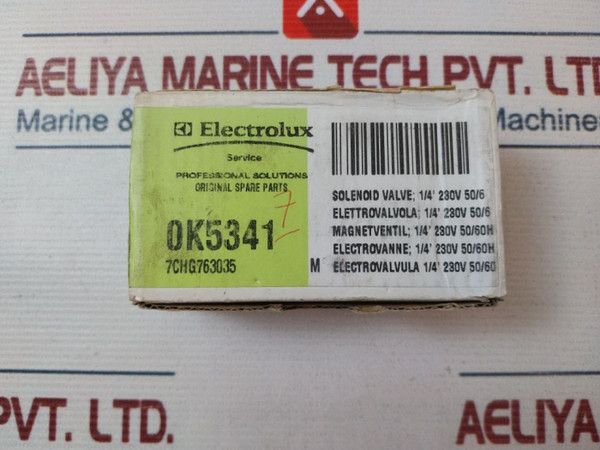 AELIYA MARINE TECH PVT. LTD
Marine &
Machine
Electrolux
Service
PROFESSIONAL SOLUTIONS
ORIGINAL SPARE PARTS
7
0K5341
7CHG763035
M
SOLENOID VALVE; 1/4' 230V 50/6
ELETTROVALVOLA; 1/4' 230V 50/6
MAGNETVENTIL; 1/4' 230V 50/60H
ELECTROVANNE; 1/4' 230V 50/60H
ELECTROVÁLVULA 1/4' 230V 50/60
PVT. LTD.
AELIYA